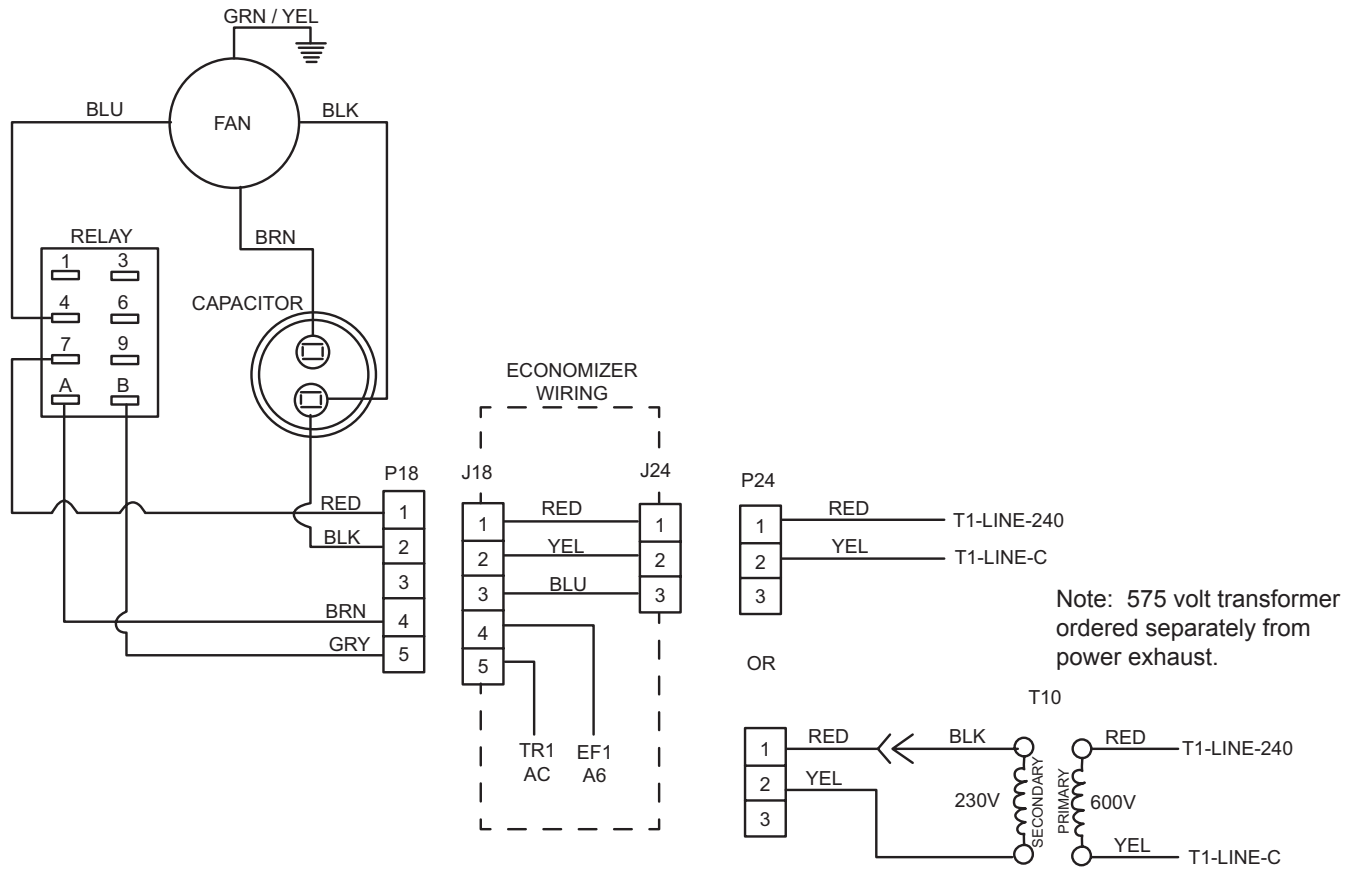 GRN / YEL
BLU
FAN
BLK
BRN
RELAY
1 3
4 6
7 9
A B
CAPACITOR
ECONOMIZER
WIRING
P18
RED 1
BLK 2
3
BRN 4
GRY 5
J18
J24
1 RED 1
2 YEL 2
3 BLU 3
4
5
TR1
AC
EF1
A6
P24
1 RED T1-LINE-240
2 YEL T1-LINE-C
3
OR
Note: 575 volt transformer
ordered separately from
power exhaust.
T10
1 RED BLK
2 YEL
3
230V
SECONDARY
PRIMARY
600V
RED T1-LINE-240
YEL T1-LINE-C